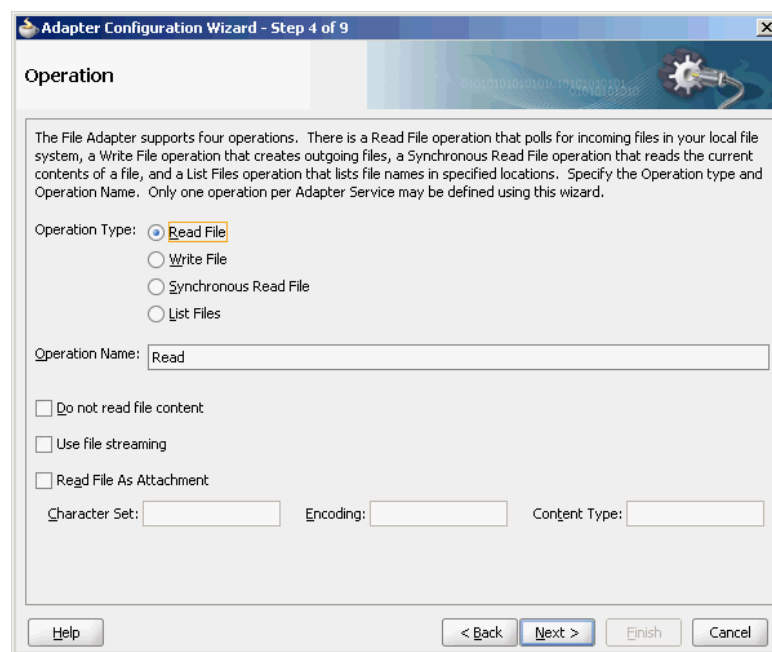 Adapter Configuration Wizard - Step 4 of 9
Operation
The File Adapter supports four operations. There is a Read File operation that polls for incoming files in your local file
system, a Write File operation that creates outgoing files, a Synchronous Read File operation that reads the current
contents of a file, and a List Files operation that lists file names in specified locations. Specify the Operation type and
Operation Name. Only one operation per Adapter Service may be defined using this wizard.
Operation Type: Read File
Write File
Synchronous Read File
List Files
Operation Name: Read
Do not read file content
Use file streaming
Read File As Attachment
Character Set: Encoding: Content Type:
Help < Back Next > Finish Cancel